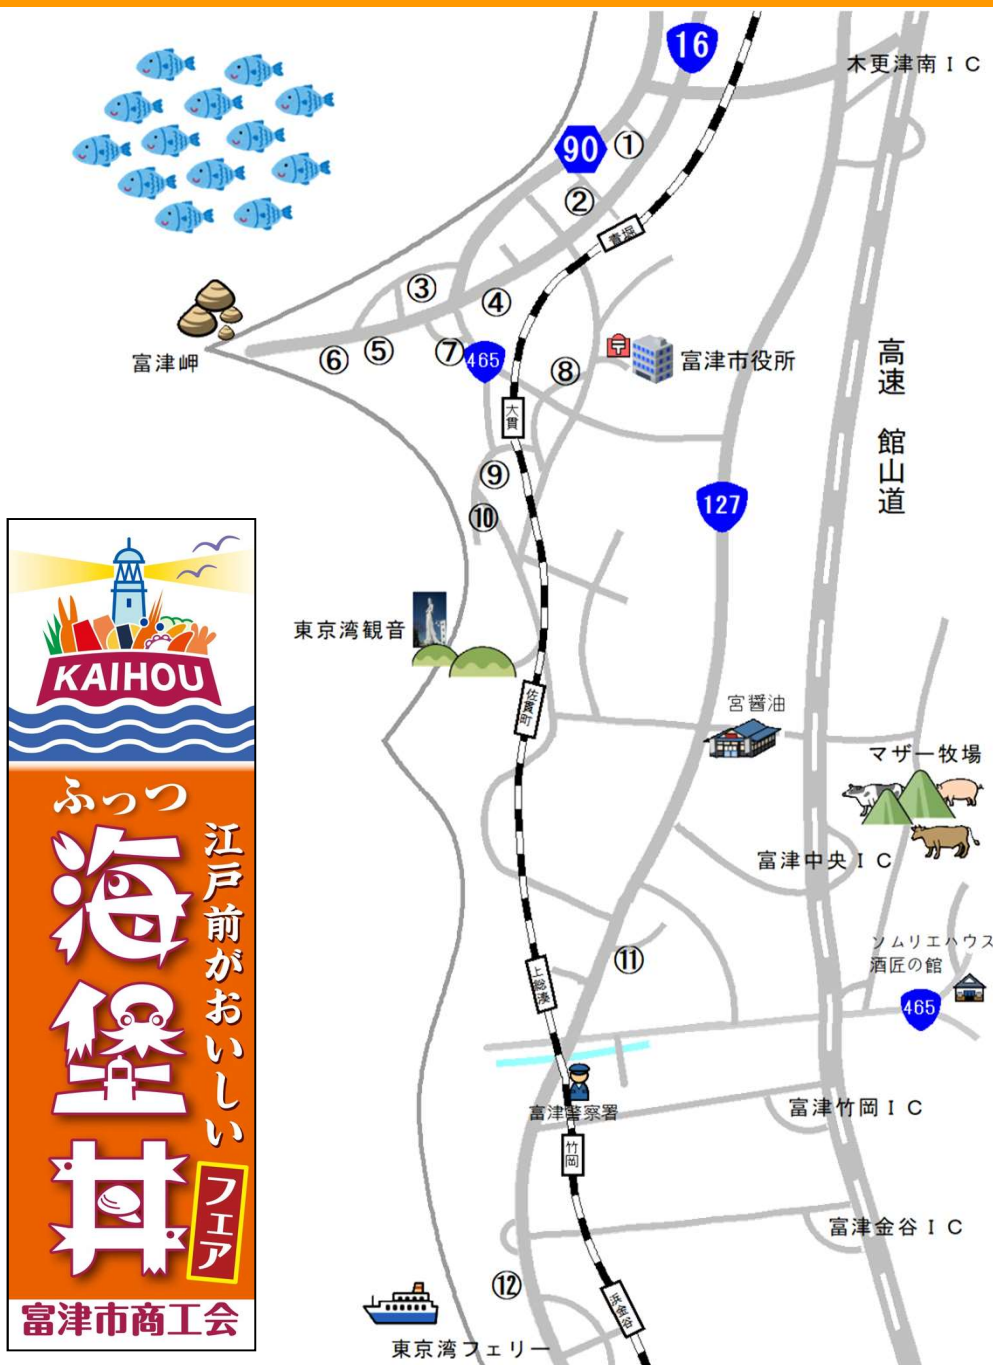 16
木更津南ＩＣ
90
①
②
青堀
③
④
富津岬
⑥
⑤
⑦
465
⑧
〒
富津市役所
高速　館山道
大貫
⑨
⑩
127
東京湾観音
佐貫町
宮醤油
マザー牧場
富津中央ＩＣ
ソムリエハウス
酒匠の館
465
⑪
上総湊
富津警察署
富津竹岡ＩＣ
竹岡
富津金谷ＩＣ
⑫
浜金谷
東京湾フェリー
KAIHOU
ふっつ
海堡丼
江戸前がおいしい
フェア
富津市商工会